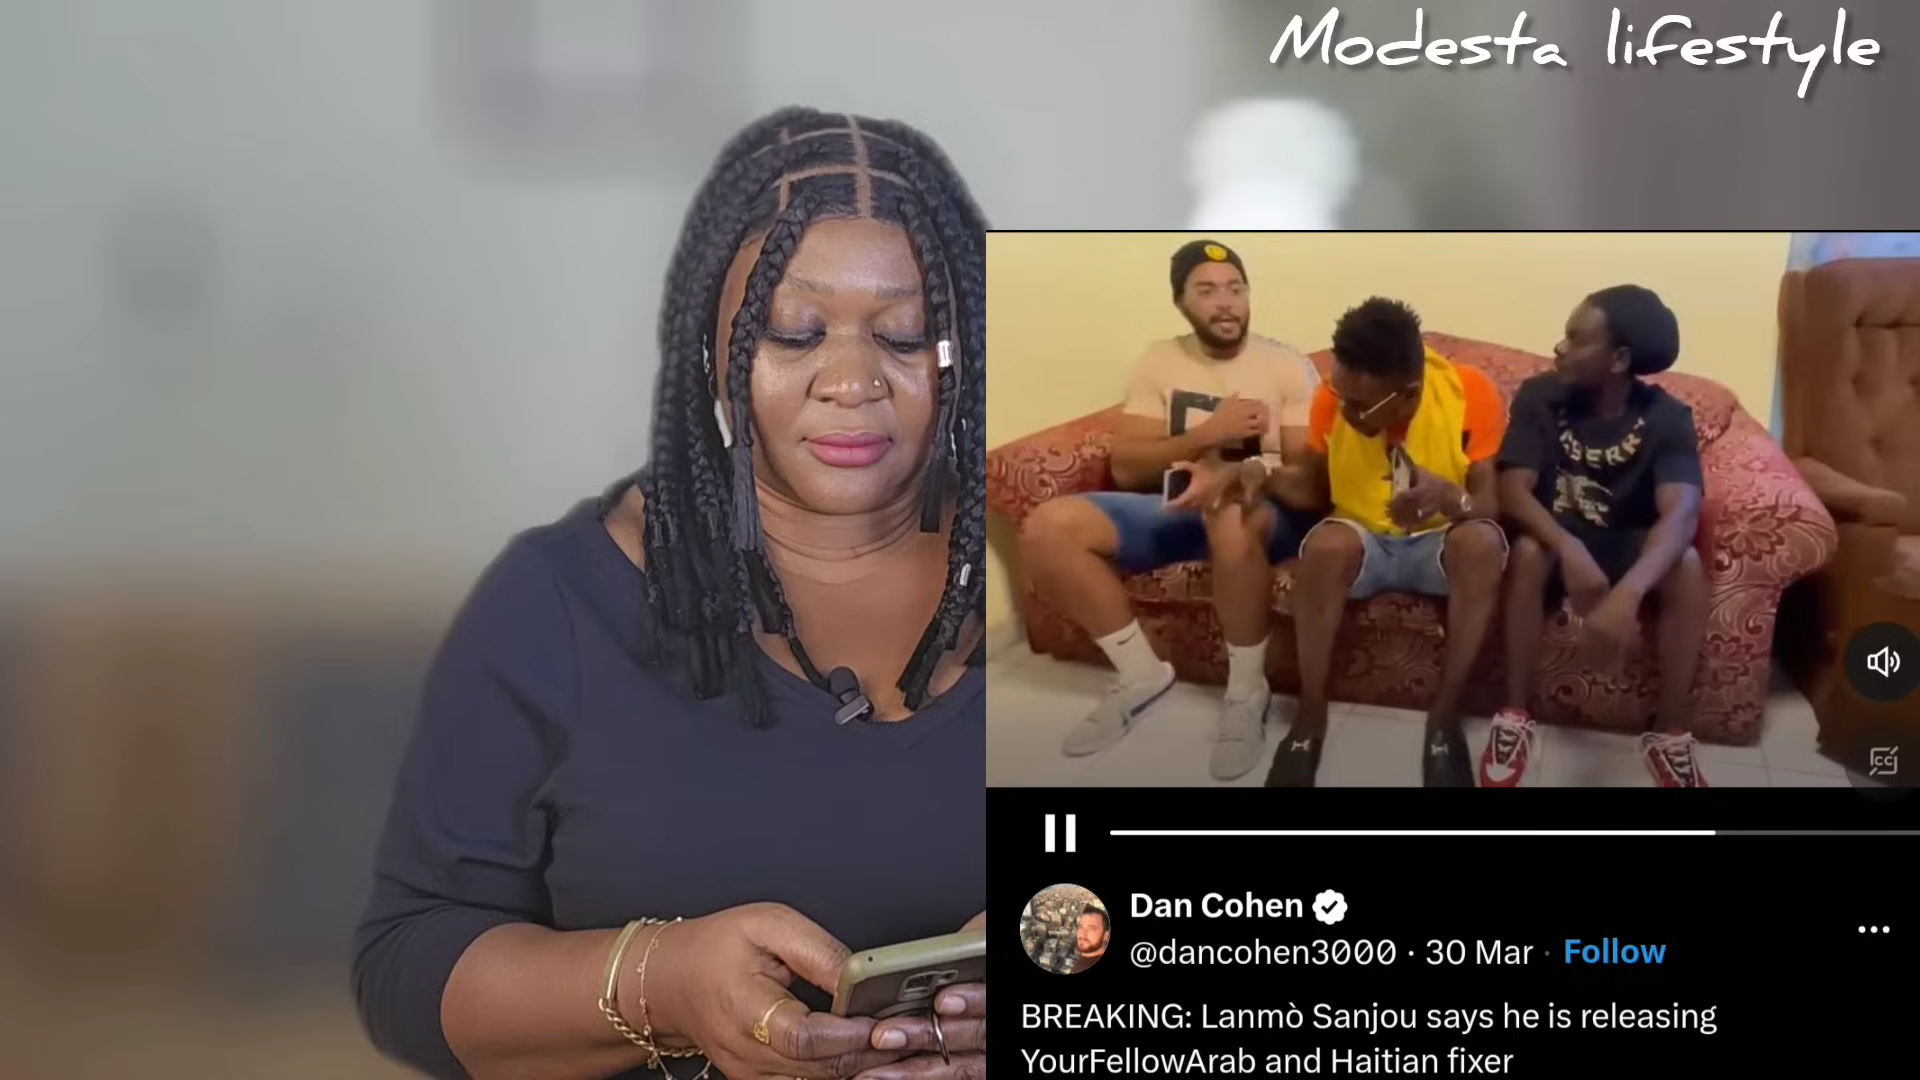 Modesta lifestyle
CC
Dan Cohen
@dancohen3000 · 30 Mar · Follow
BREAKING: Lanmò Sanjou says he is releasing
YourFellowArab and Haitian fixer